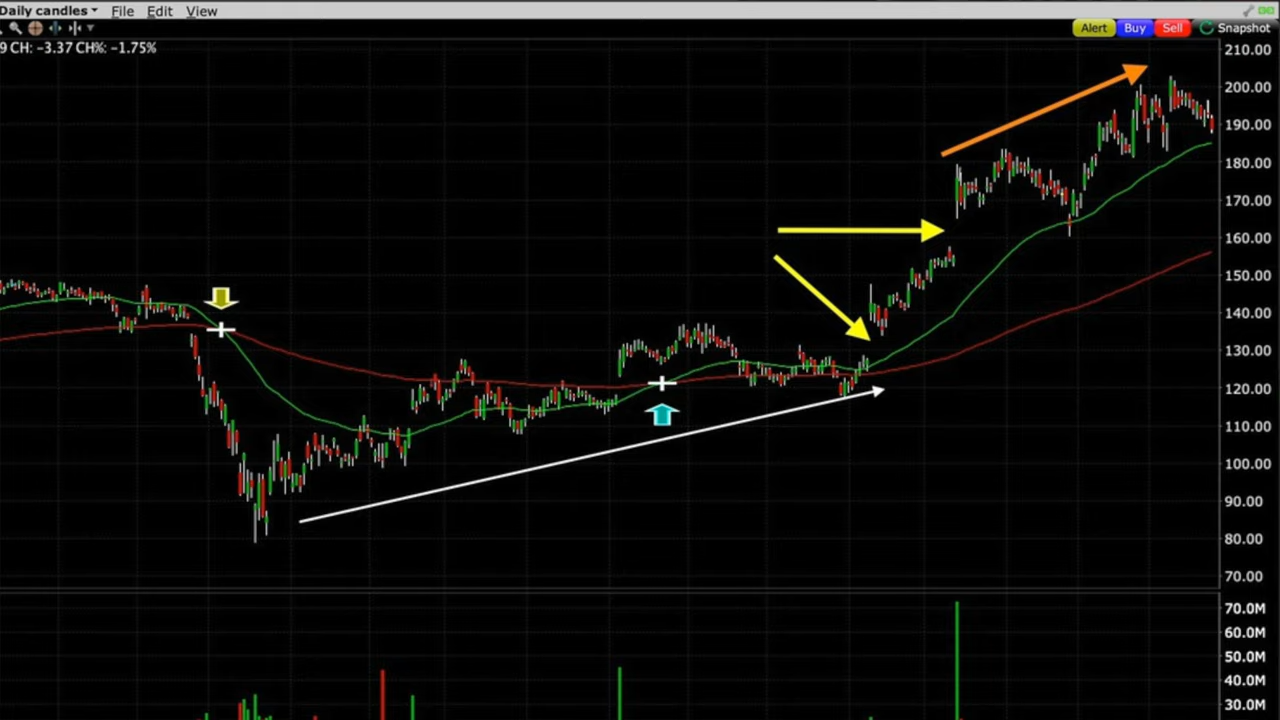 Daily candles File Edit View
Alert Buy Sell Snapshot
9 CH: -3.37 CH%: -1.75%
210.00
200.00
190.00
180.00
170.00
160.00
150.00
140.00
130.00
120.00
110.00
100.00
90.00
80.00
70.00
70.0M
60.0M
50.0M
40.0M
30.0M